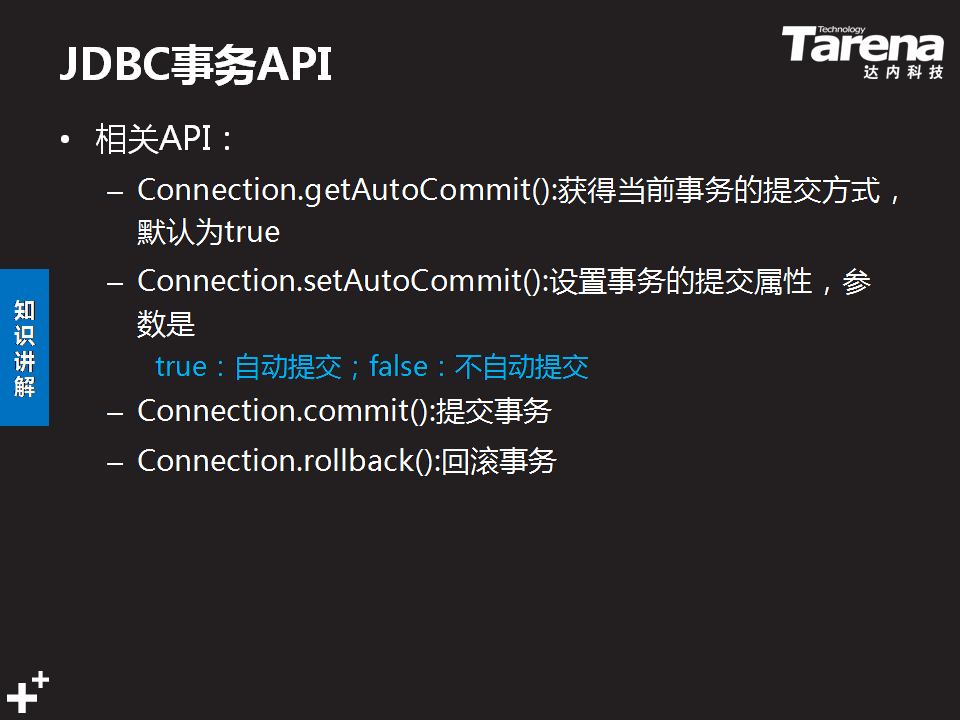 JDBC事务API
Technology
Tarena
达内科技
• 相关API：
– Connection.getAutoCommit():获得当前事务的提交方式，
默认为true
– Connection.setAutoCommit():设置事务的提交属性，参
数是
true：自动提交；false：不自动提交
– Connection.commit():提交事务
– Connection.rollback():回滚事务
知
识
讲
解